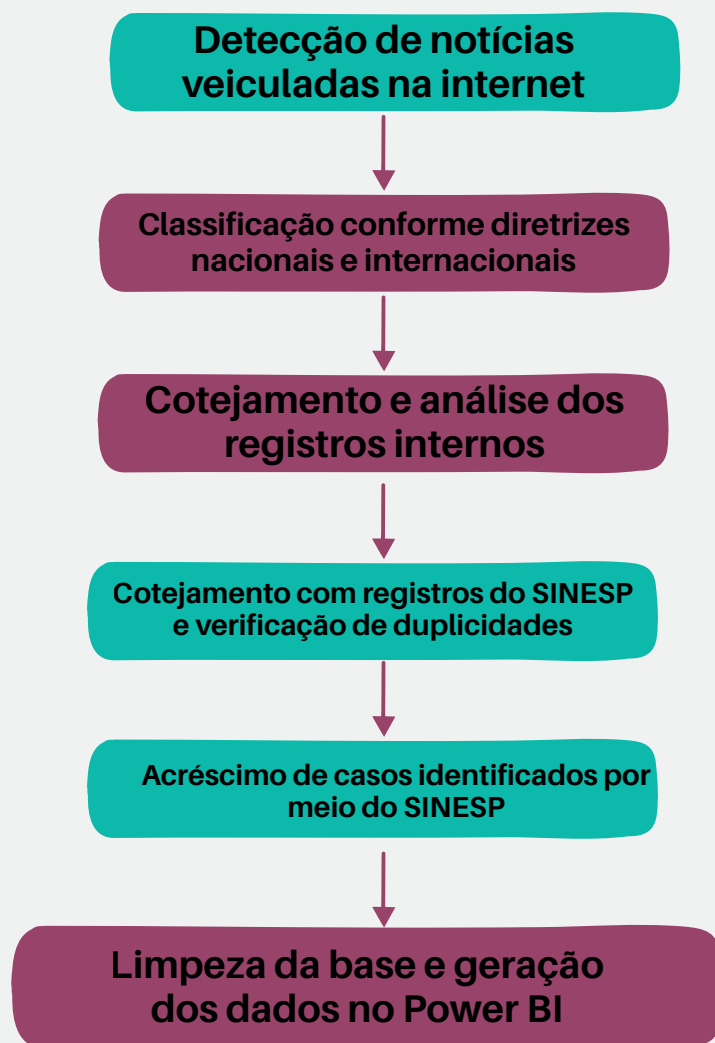 Detecção de notícias
veiculadas na internet
Classificação conforme diretrizes
nacionais e internacionais
Cotejamento e análise dos
registros internos
Cotejamento com registros do SINESP
e verificação de duplicidades
Acréscimo de casos identificados por
meio do SINESP
Limpeza da base e geração
dos dados no Power BI